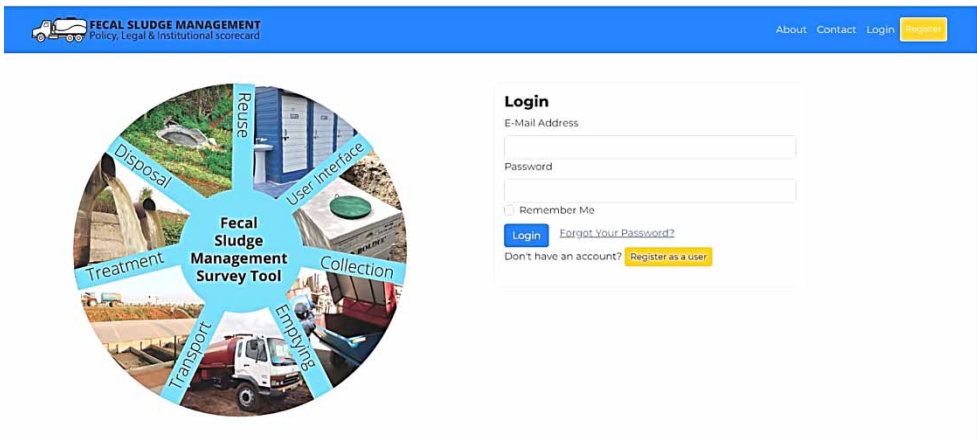 FECAL SLUDGE MANAGEMENT
Policy, Legal & Institutional scorecard
About Contact Login Register
Reuse
User Interface
Collection
Emptying
Transport
Treatment
Disposal
Fecal
Sludge
Management
Survey Tool
Login
E-Mail Address
Password
Remember Me
Login Forgot Your Password?
Don't have an account? Register as a user